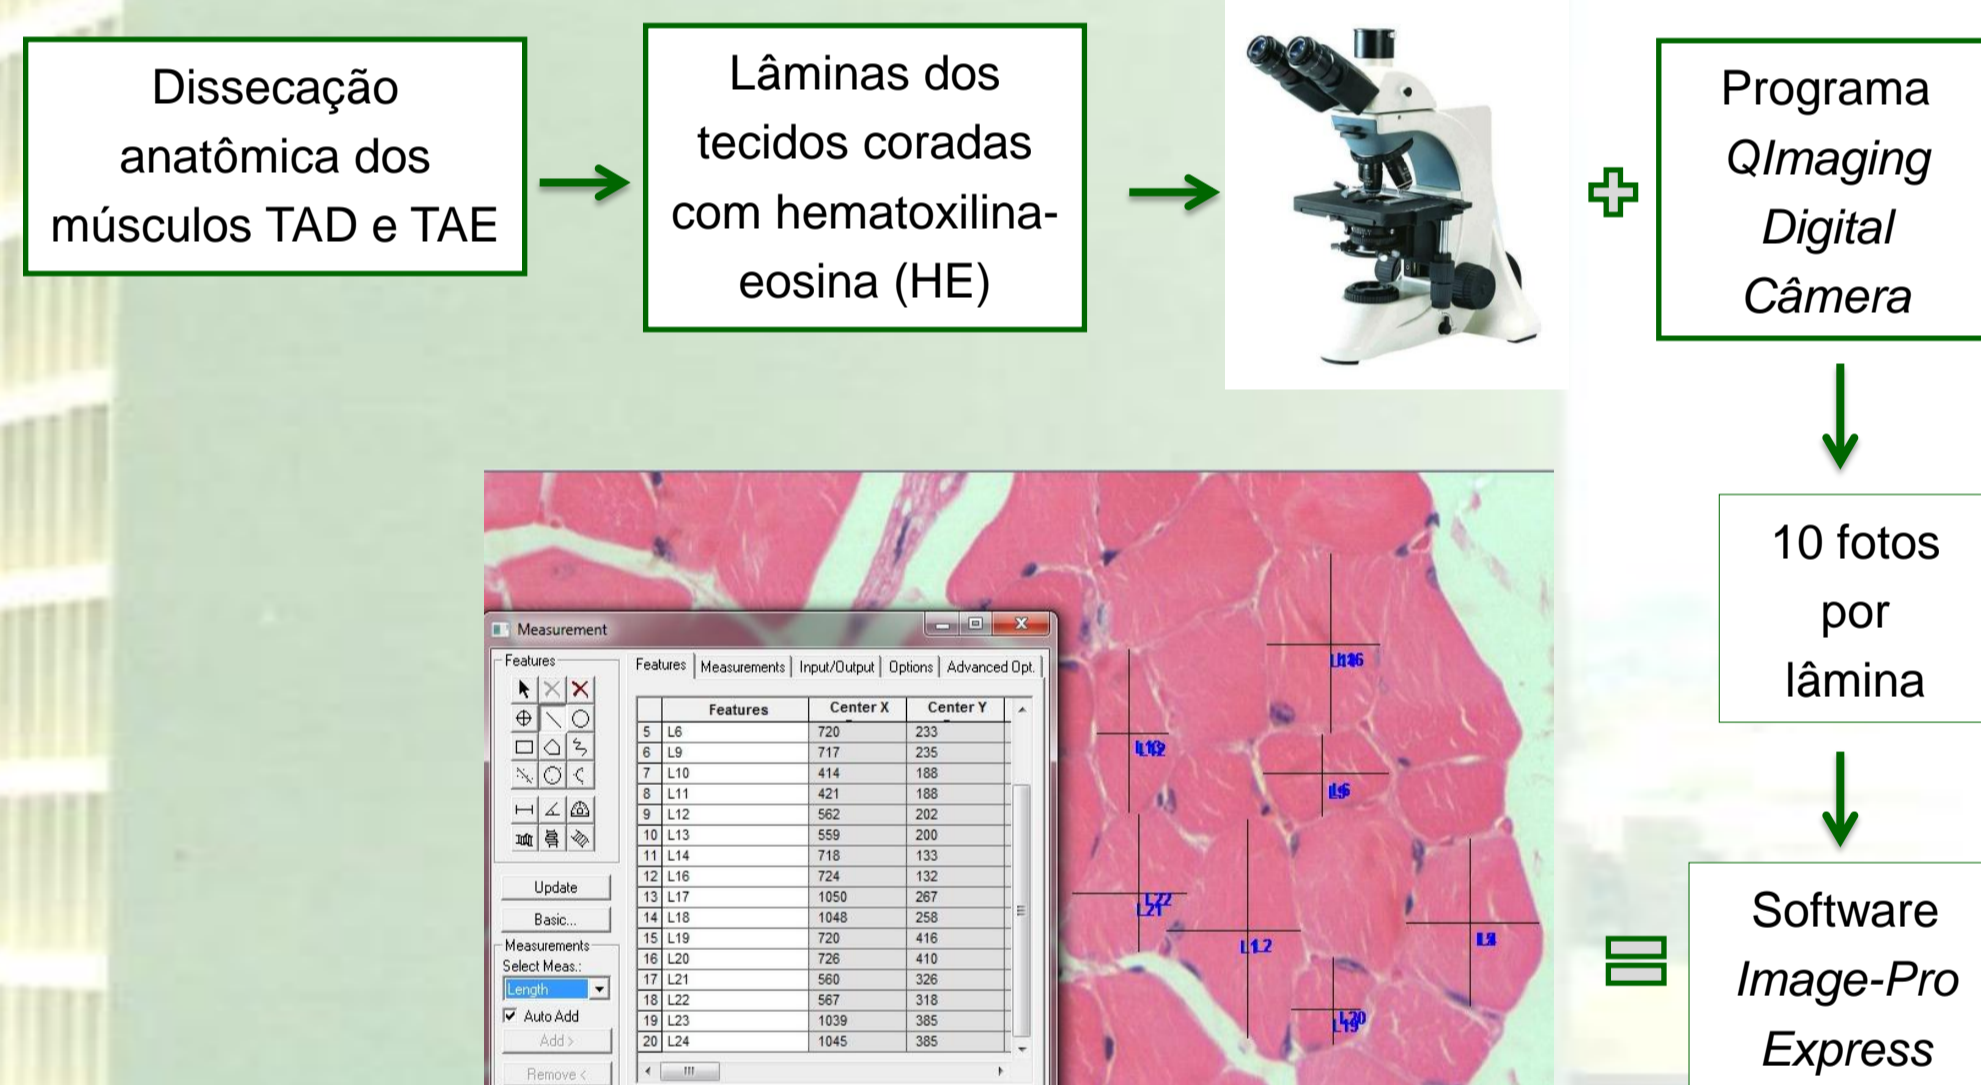 Dissecação
anatômica dos
músculos TAD e TAE
Lâminas dos
tecidos coradas
com hematoxilina-
eosina (HE)
Programa
QImaging
Digital
Câmera
10 fotos
por
lâmina
Software
Image-Pro
Express
Measurement
Features
Features Measurements Input/Output Options Advanced Opt.
Features Center X Center Y
5 L6 720 233
6 L9 717 235
7 L10 414 188
8 L11 421 188
9 L12 562 202
10 L13 559 200
11 L14 718 133
12 L16 724 132
13 L17 1050 267
14 L18 1048 258
15 L19 720 416
16 L20 726 410
17 L21 560 326
18 L22 567 318
19 L23 1039 385
20 L24 1045 385
Update
Basic...
Measurements
Select Meas.:
Length
Auto Add
Add >
Remove <
L22
L21
L20
L19